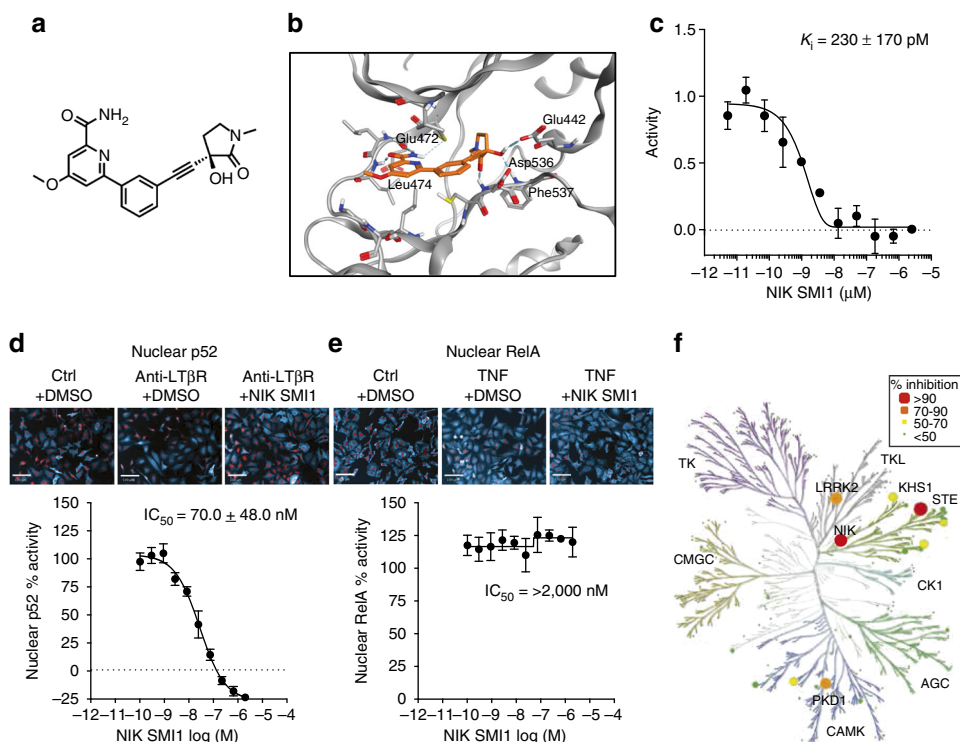 a
O
NH2
N
O
N
O
OH
b
Glu442
Glu472
Asp536
Leu474
Phe537
c
Ki = 230 ± 170 pM
1.5
1.0
0.5
0.0
Activity
−12 −11 −10 −9 −8 −7 −6 −5
NIK SMI1 (μM)
d
Nuclear p52
Ctrl
+DMSO
Anti-LTβR
+DMSO
Anti-LTβR
+NIK SMI1
150
125
100
75
50
25
0
−25
Nuclear p52 % activity
IC50 = 70.0 ± 48.0 nM
−12 −11 −10 −9 −8 −7 −6 −5 −4
NIK SMI1 log (M)
e
Nuclear RelA
Ctrl
+DMSO
TNF
+DMSO
TNF
+NIK SMI1
150
125
100
75
50
25
0
Nuclear RelA % activity
IC50 = >2,000 nM
−12 −11 −10 −9 −8 −7 −6 −5 −4
NIK SMI1 log (M)
f
% inhibition
>90
70-90
50-70
<50
TK
TKL
LRRK2
KHS1
STE
NIK
CMGC
CK1
AGC
PKD1
CAMK